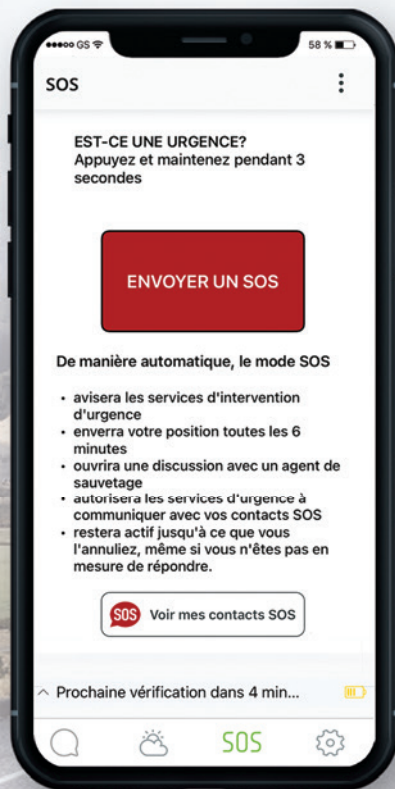 GS 58 %
SOS
EST-CE UNE URGENCE?
Appuyez et maintenez pendant 3
secondes
ENVOYER UN SOS
De manière automatique, le mode SOS
• avisera les services d'intervention
d'urgence
• enverra votre position toutes les 6
minutes
• ouvrira une discussion avec un agent de
sauvetage
• autorisera les services d'urgence à
communiquer avec vos contacts SOS
• restera actif jusqu'à ce que vous
l'annuliez, même si vous n'êtes pas en
mesure de répondre.
SOS Voir mes contacts SOS
Prochaine vérification dans 4 min...
SOS